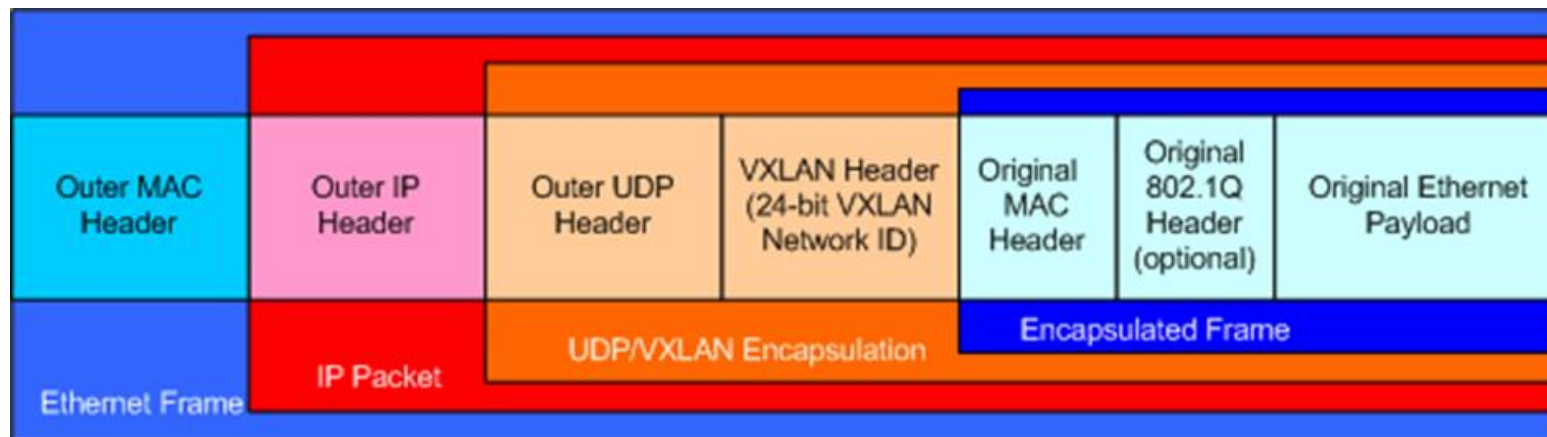 Outer MAC
Header
Outer IP
Header
Outer UDP
Header
VXLAN Header
(24-bit VXLAN
Network ID)
Original
MAC
Header
Original
802.1Q
Header
(optional)
Original Ethernet
Payload
Encapsulated Frame
UDP/VXLAN Encapsulation
IP Packet
Ethernet Frame